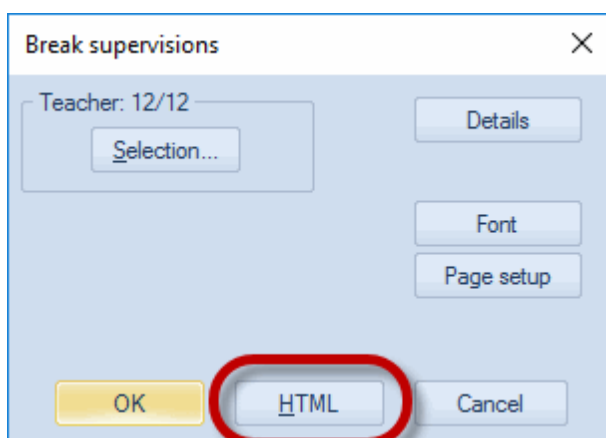 Break supervisions
Teacher: 12/12
Details
Selection...
Font
Page setup
OK HTML Cancel